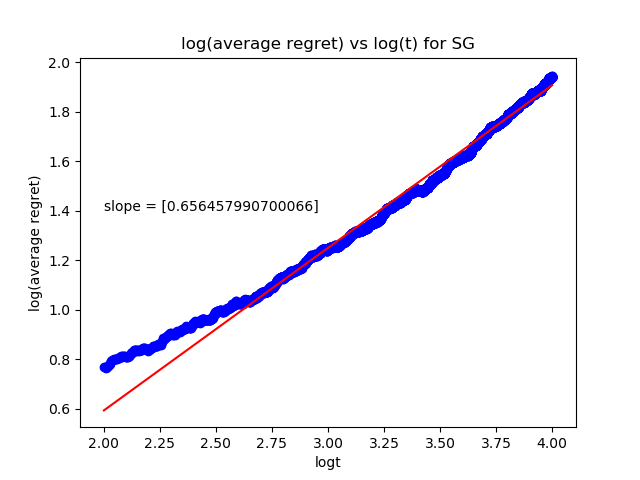 log(average regret) vs log(t) for SG
2.0
1.8
1.6
1.4
1.2
1.0
0.8
0.6
log(average regret)
slope = [0.656457990700066]
2.00 2.25 2.50 2.75 3.00 3.25 3.50 3.75 4.00
logt